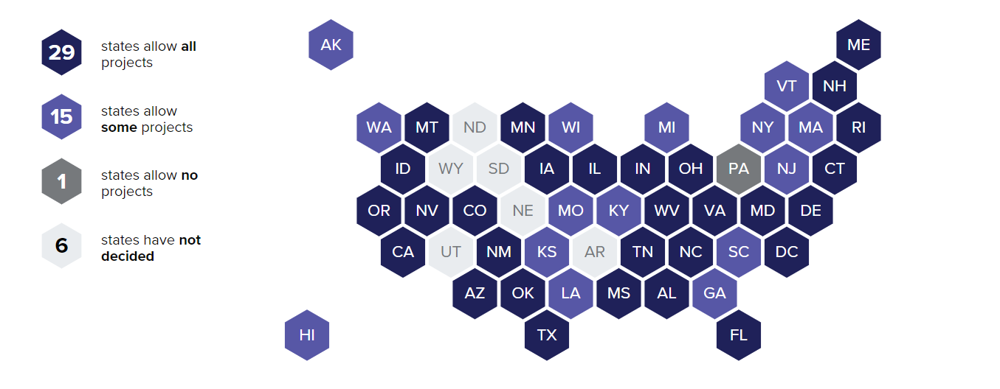 29 states allow all
projects
15 states allow
some projects
1 states allow no
projects
6 states have not
decided
AK ME
VT NH
WA MT ND MN WI MI NY MA RI
ID WY SD IA IL IN OH PA NJ CT
OR NV CO NE MO KY WV VA MD DE
CA UT NM KS AR TN NC SC DC
AZ OK LA MS AL GA
HI TX FL